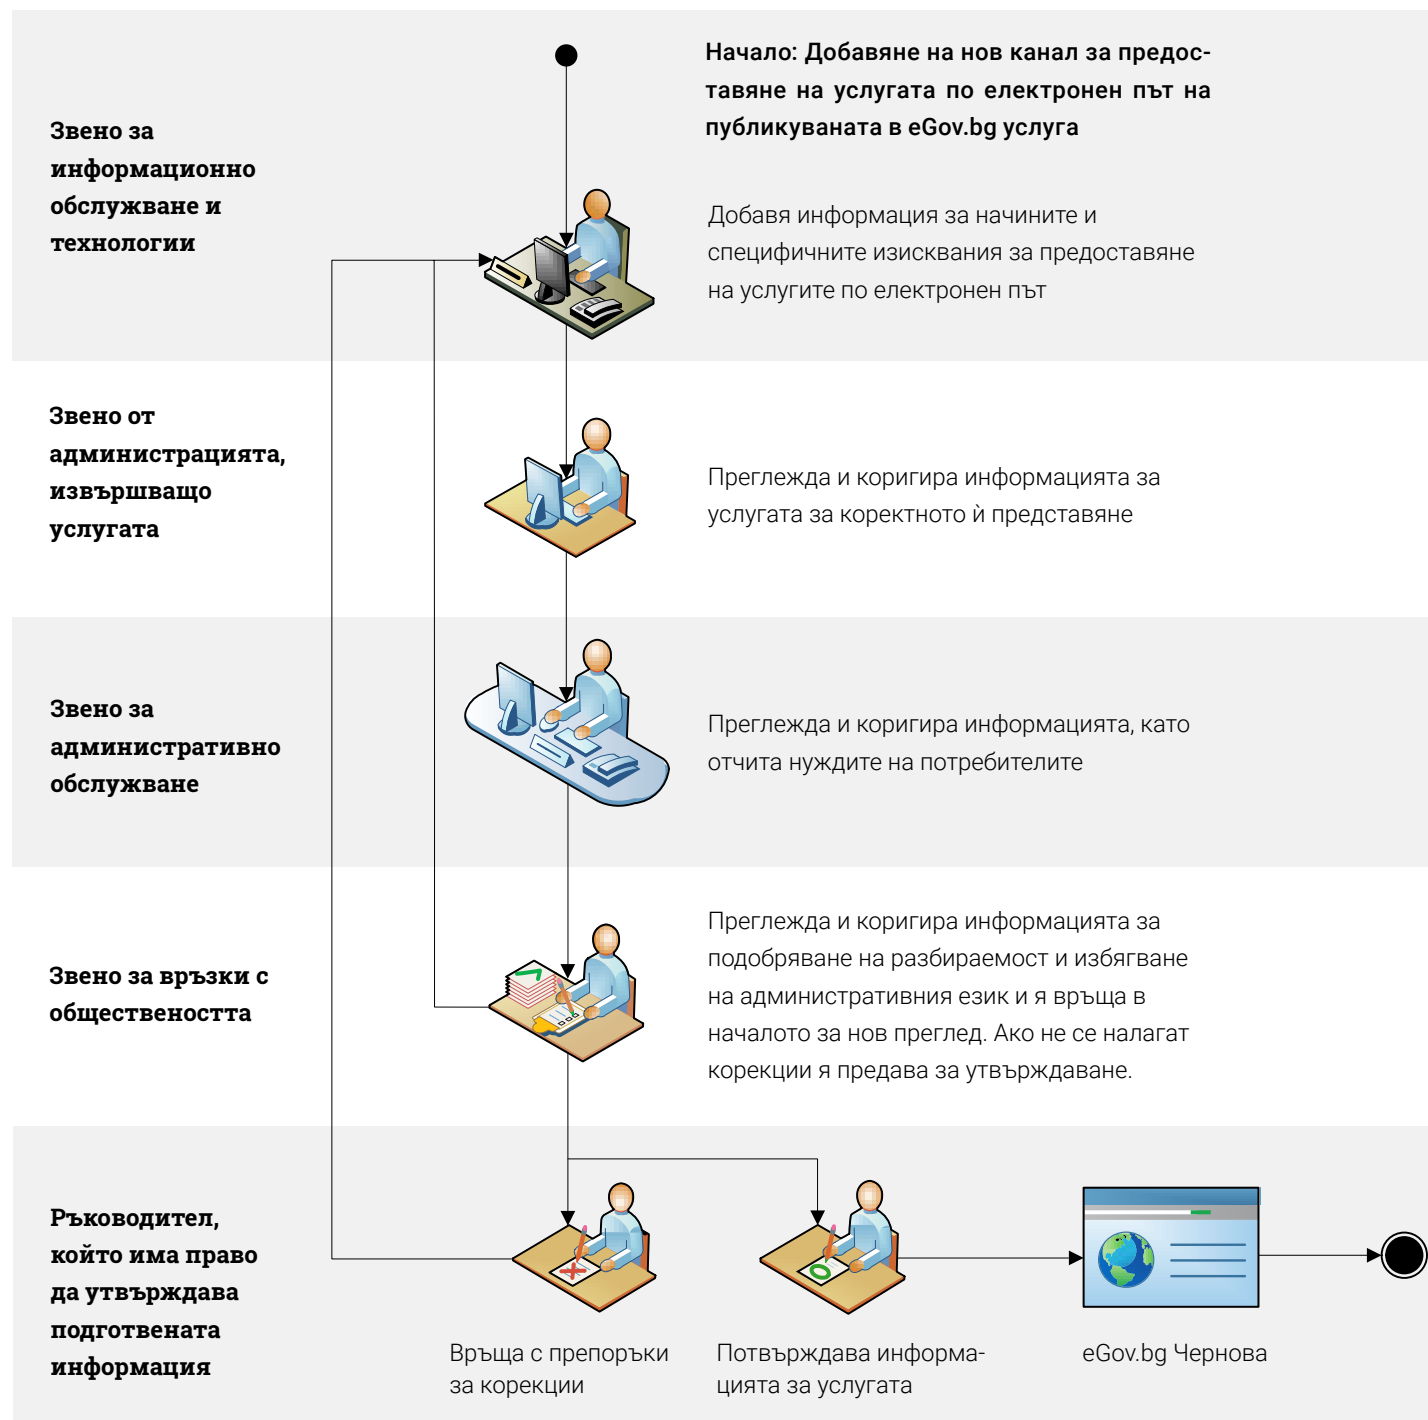 Начало: Добавяне на нов канал за предос-
тавяне на услугата по електронен път на
публикуваната в eGov.bg услуга
Звено за
информационно
обслужване и
технологии
Добавя информация за начините и
специфичните изисквания за предоставяне
на услугите по електронен път
Звено от
администрацията,
извършващо
услугата
Преглежда и коригира информацията за
услугата за коректното ѝ представяне
Звено за
административно
обслужване
Преглежда и коригира информацията, като
отчита нуждите на потребителите
Звено за връзки с
обществеността
Преглежда и коригира информацията за
подобряване на разбираемост и избягване
на административния език и я връща в
началото за нов преглед. Ако не се налагат
корекции я предава за утвърждаване.
Ръководител,
който има право
да утвърждава
подготвената
информация
Връща с препоръки
за корекции
Потвърждава информа-
цията за услугата
eGov.bg Чернова